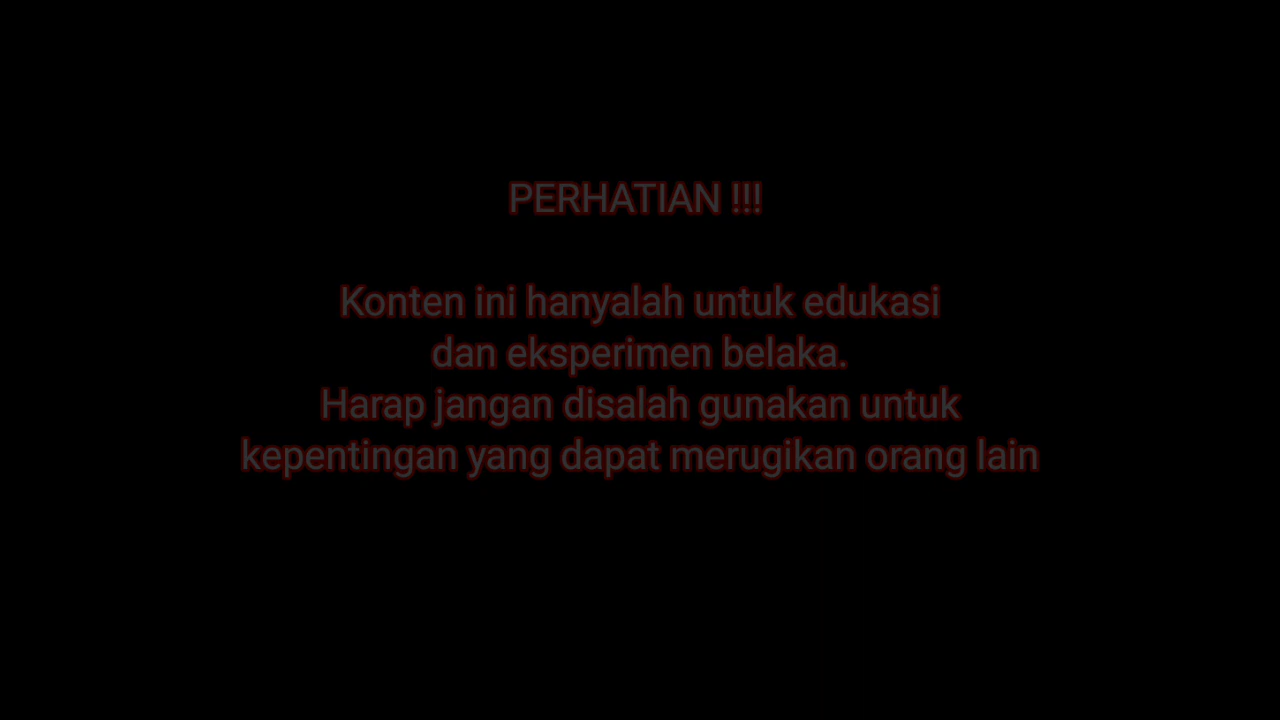 PERHATIAN !!!
Konten ini hanyalah untuk edukasi
dan eksperimen belaka.
Harap jangan disalah gunakan untuk
kepentingan yang dapat merugikan orang lain